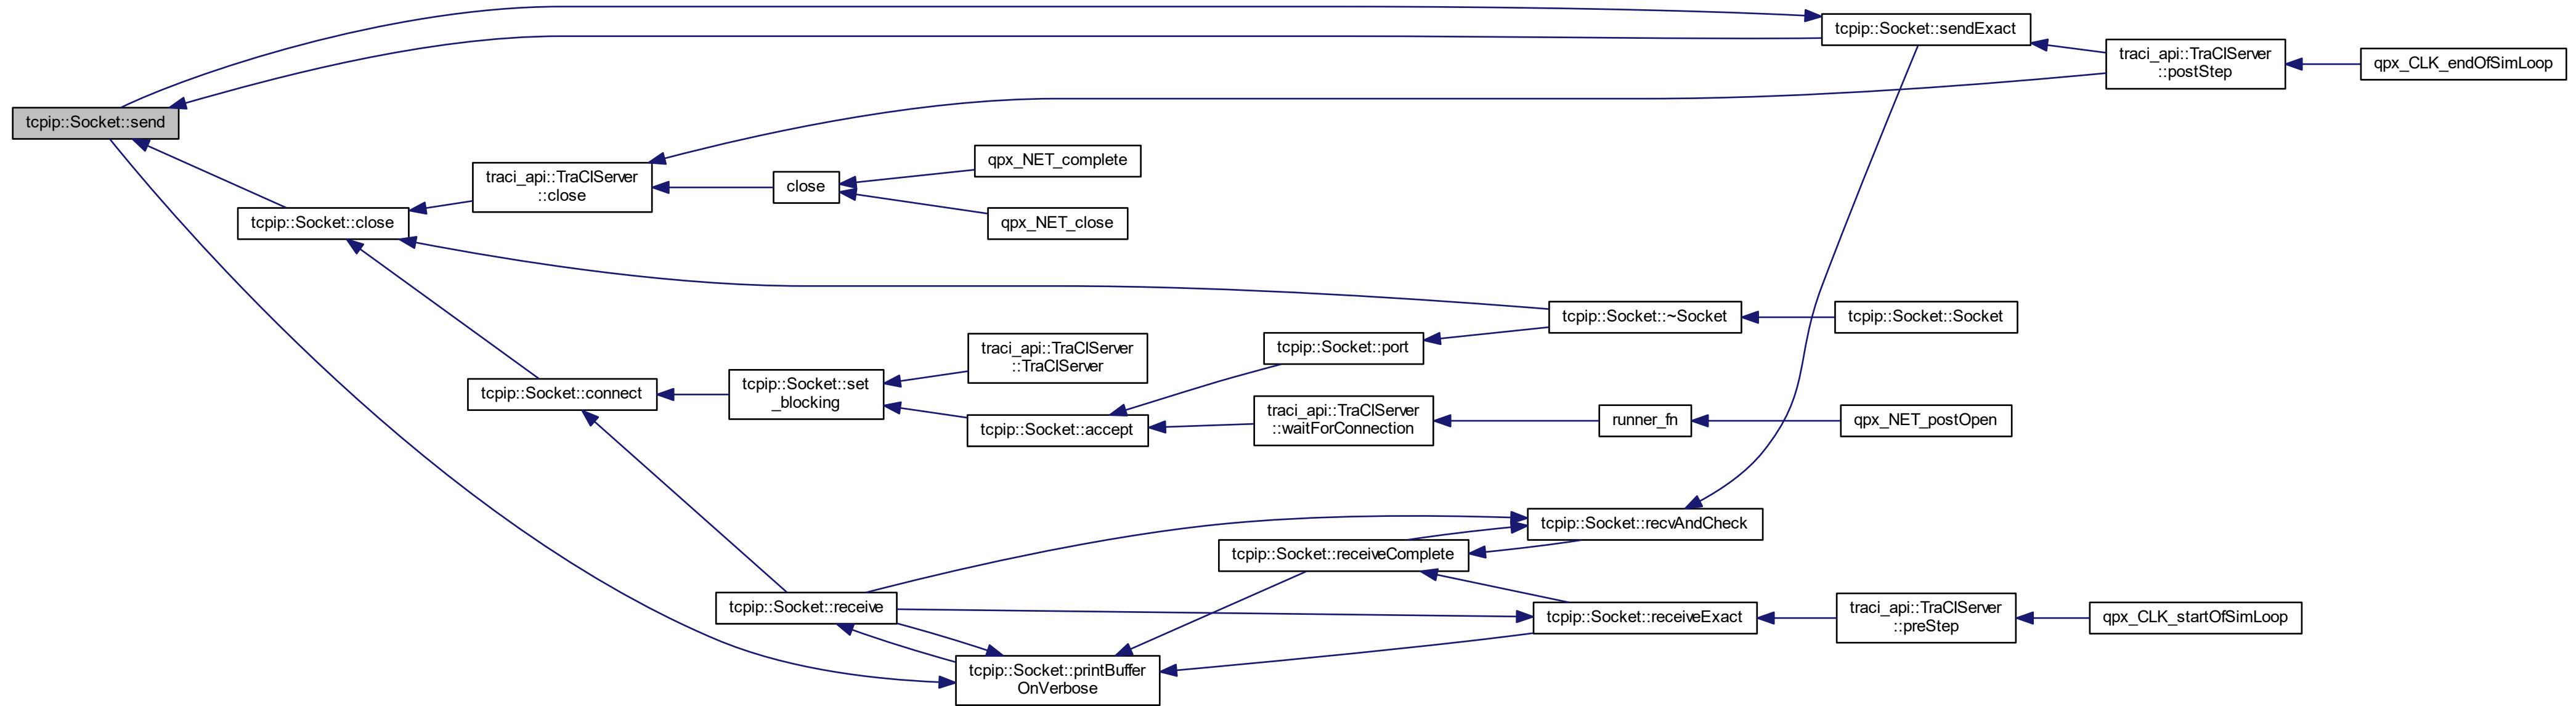 tcpip::Socket::send
tcpip::Socket::sendExact
traci_api::TraCIServer
::postStep
qpx_CLK_endOfSimLoop
tcpip::Socket::close
traci_api::TraCIServer
::close
close
qpx_NET_complete
qpx_NET_close
tcpip::Socket::~Socket
tcpip::Socket::Socket
tcpip::Socket::connect
tcpip::Socket::set
_blocking
traci_api::TraCIServer
::TraCIServer
tcpip::Socket::port
tcpip::Socket::accept
traci_api::TraCIServer
::waitForConnection
runner_fn
qpx_NET_postOpen
tcpip::Socket::recvAndCheck
tcpip::Socket::receiveComplete
tcpip::Socket::receive
tcpip::Socket::receiveExact
traci_api::TraCIServer
::preStep
qpx_CLK_startOfSimLoop
tcpip::Socket::printBuffer
OnVerbose